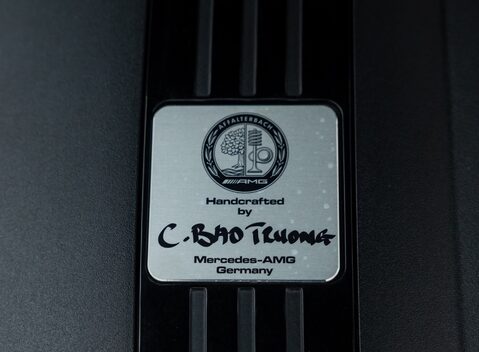 AFFALTERBACH
AMG
Handcrafted
by
C. BAO TRUONG
Mercedes-AMG
Germany